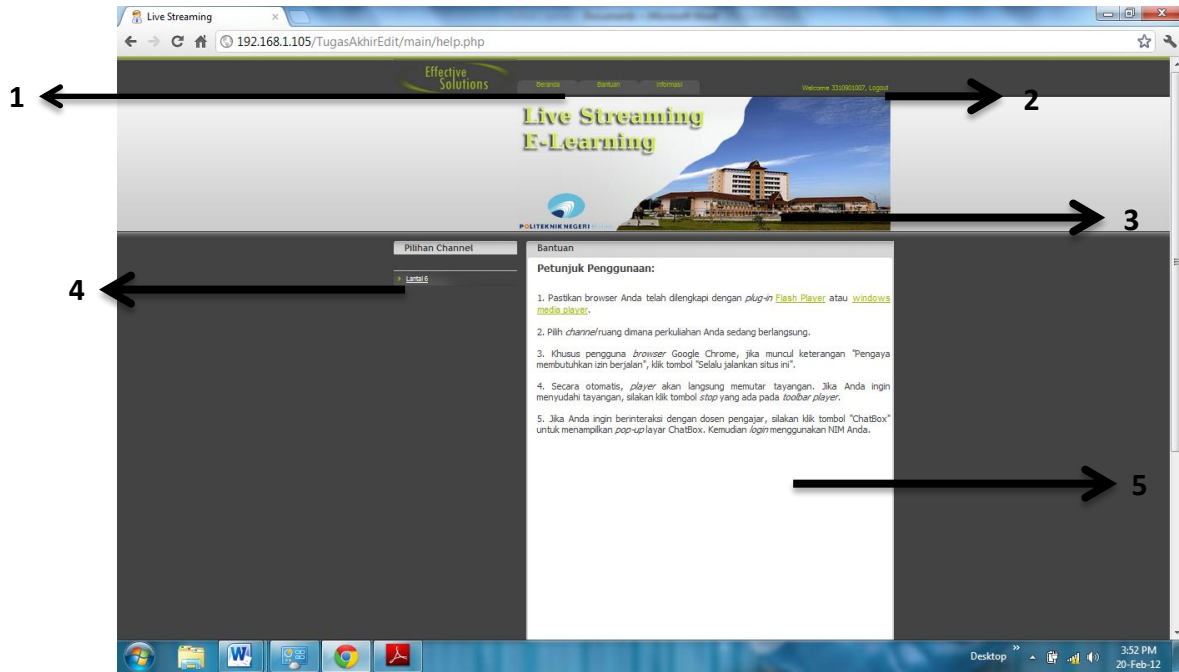 Live Streaming
192.168.1.105/TugasAkhirEdit/main/help.php
Effective
Solutions
Beranda Bantuan Informasi
Welcome 3310901007, Logout
1
2
Live Streaming
E-Learning
POLITEKNIK NEGERI
3
Pilihan Channel
Lantai 6
4
Bantuan
Petunjuk Penggunaan:
1. Pastikan browser Anda telah dilengkapi dengan plug-in Flash Player atau windows
media player.
2. Pilih channel ruang dimana perkuliahan Anda sedang berlangsung.
3. Khusus pengguna browser Google Chrome, jika muncul keterangan "Pengaya
membutuhkan izin berjalan", klik tombol "Selalu jalankan situs ini".
4. Secara otomatis, player akan langsung memutar tayangan. Jika Anda ingin
menyudahi tayangan, silakan klik tombol stop yang ada pada toolbar player.
5. Jika Anda ingin berinteraksi dengan dosen pengajar, silakan klik tombol "ChatBox"
untuk menampilkan pop-up layar ChatBox. Kemudian login menggunakan NIM Anda.
5
Desktop
3:52 PM
20-Feb-12